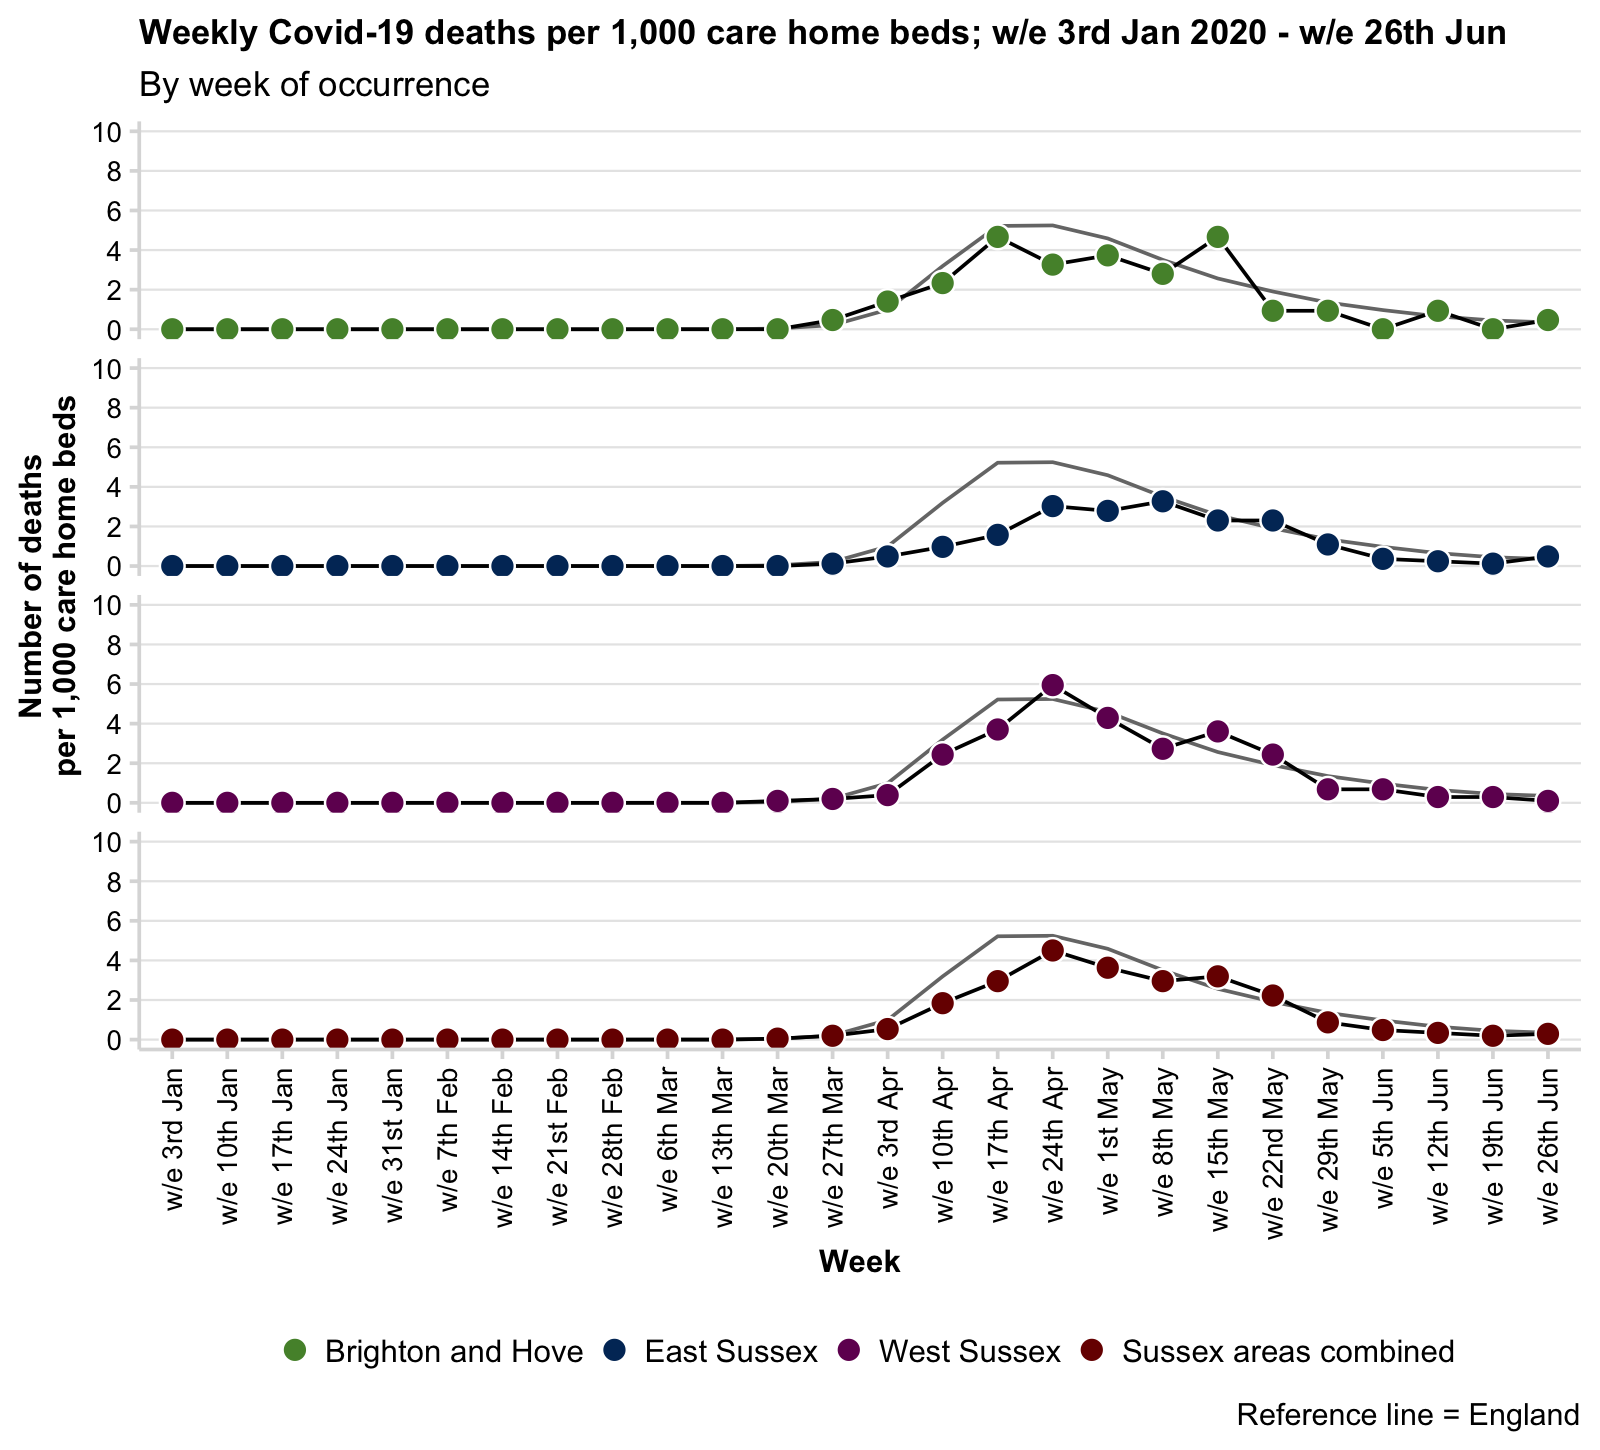 Weekly Covid-19 deaths per 1,000 care home beds; w/e 3rd Jan 2020 - w/e 26th Jun
By week of occurrence
Number of deaths
per 1,000 care home beds
10
8
6
4
2
0
10
8
6
4
2
0
10
8
6
4
2
0
10
8
6
4
2
0
w/e 3rd Jan
w/e 10th Jan
w/e 17th Jan
w/e 24th Jan
w/e 31st Jan
w/e 7th Feb
w/e 14th Feb
w/e 21st Feb
w/e 28th Feb
w/e 6th Mar
w/e 13th Mar
w/e 20th Mar
w/e 27th Mar
w/e 3rd Apr
w/e 10th Apr
w/e 17th Apr
w/e 24th Apr
w/e 1st May
w/e 8th May
w/e 15th May
w/e 22nd May
w/e 29th May
w/e 5th Jun
w/e 12th Jun
w/e 19th Jun
w/e 26th Jun
Week
Brighton and Hove East Sussex West Sussex Sussex areas combined
Reference line = England